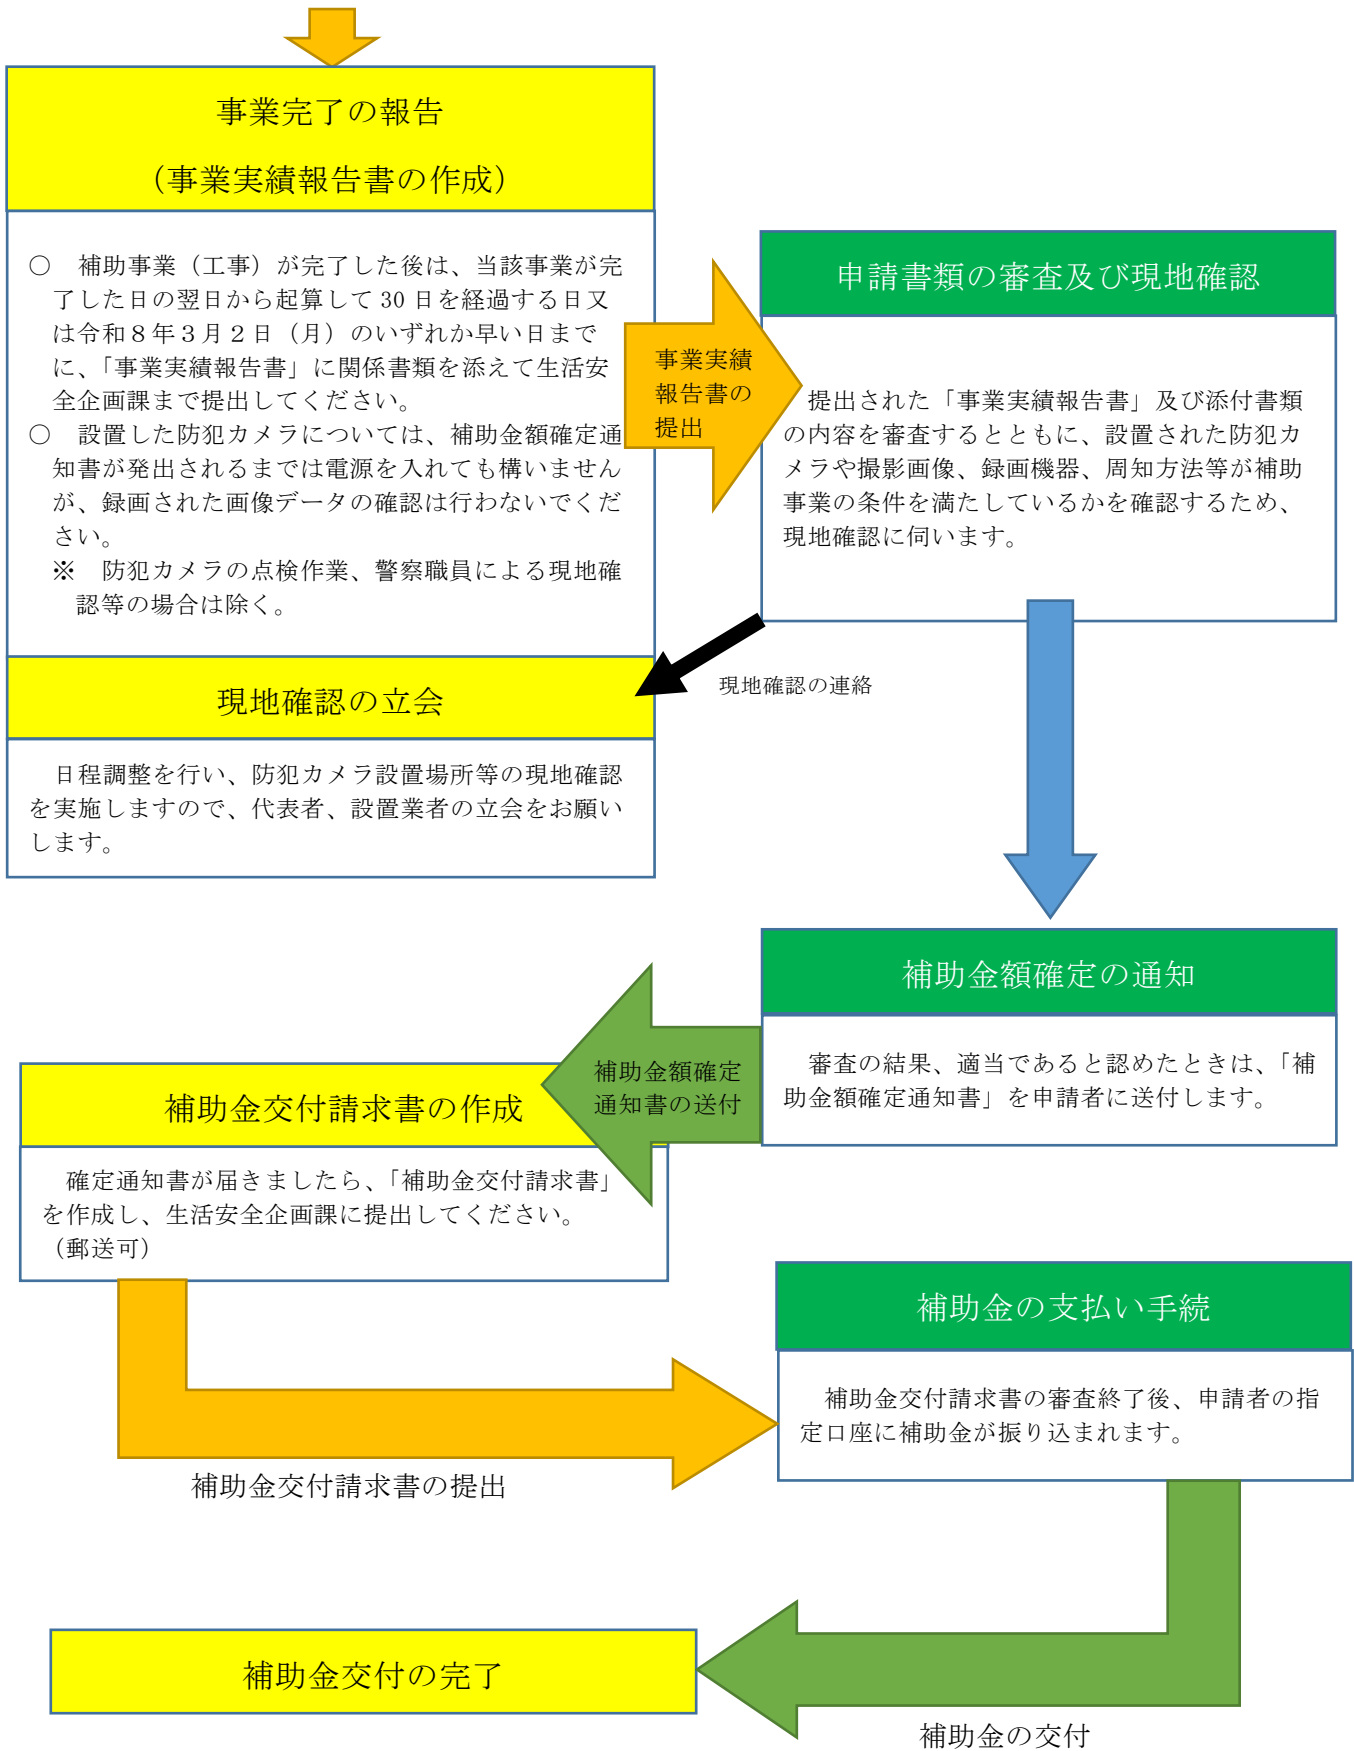 事業完了の報告
（事業実績報告書の作成）
○　補助事業（工事）が完了した後は、当該事業が完
了した日の翌日から起算して 30 日を経過する日又
は令和８年３月２日（月）のいずれか早い日まで
に、「事業実績報告書」に関係書類を添えて生活安
全企画課まで提出してください。
○　設置した防犯カメラについては、補助金額確定通
知書が発出されるまでは電源を入れても構いません
が、録画された画像データの確認は行わないでくだ
さい。
※　防犯カメラの点検作業、警察職員による現地確
認等の場合は除く。
事業実績
報告書の
提出
申請書類の審査及び現地確認
提出された「事業実績報告書」及び添付書類
の内容を審査するとともに、設置された防犯カ
メラや撮影画像、録画機器、周知方法等が補助
事業の条件を満たしているかを確認するため、
現地確認に伺います。
現地確認の連絡
現地確認の立会
日程調整を行い、防犯カメラ設置場所等の現地確認
を実施しますので、代表者、設置業者の立会をお願い
します。
補助金額確定の通知
審査の結果、適当であると認めたときは、「補
助金額確定通知書」を申請者に送付します。
補助金額確定
通知書の送付
補助金交付請求書の作成
確定通知書が届きましたら、「補助金交付請求書」
を作成し、生活安全企画課に提出してください。
（郵送可）
補助金交付請求書の提出
補助金の支払い手続
補助金交付請求書の審査終了後、申請者の指
定口座に補助金が振り込まれます。
補助金交付の完了
補助金の交付